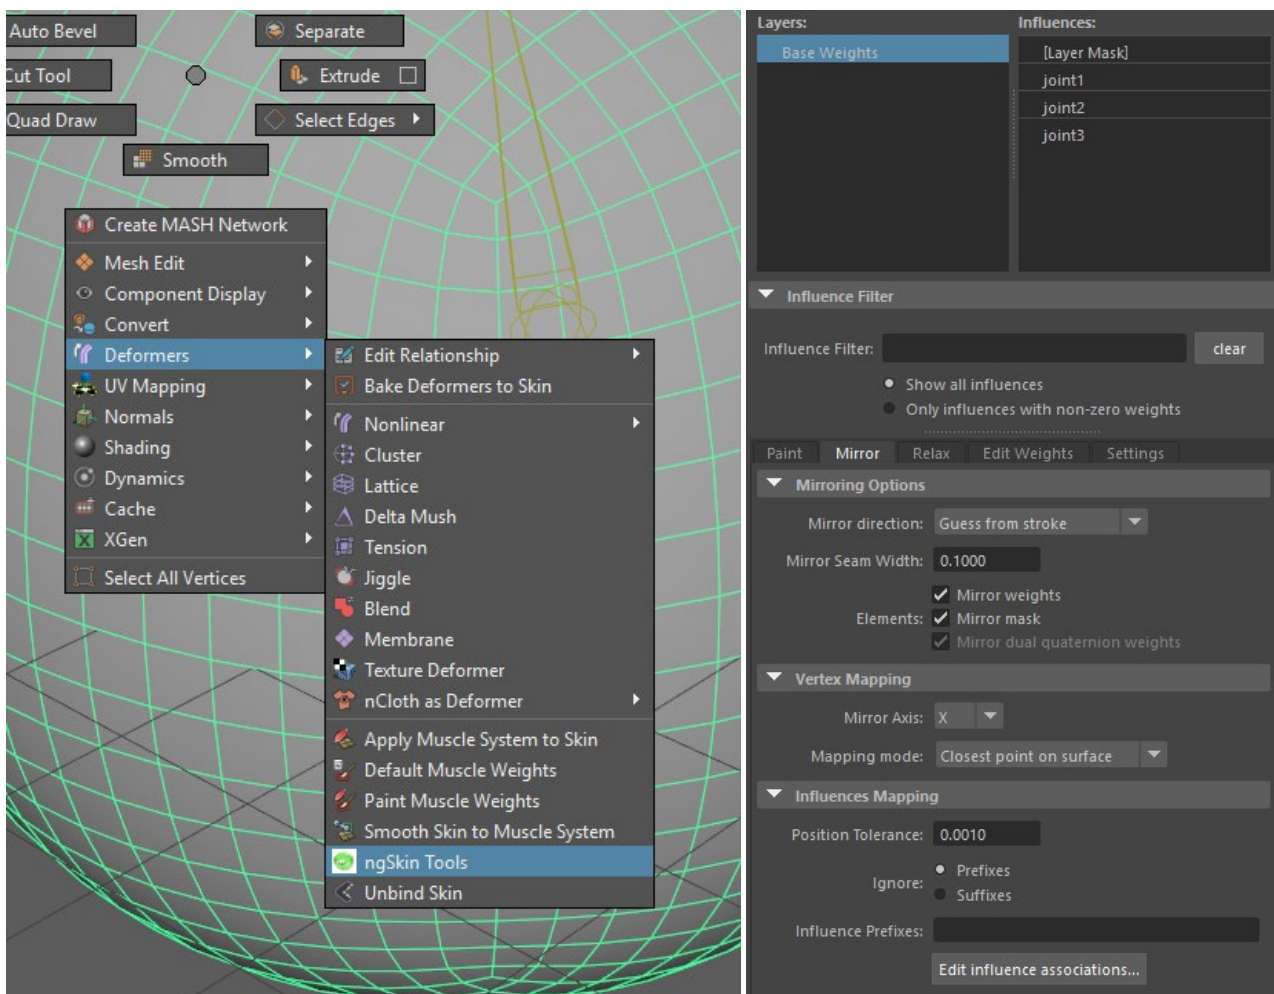 Auto Bevel
Separate
Cut Tool
Extrude
Quad Draw
Select Edges
Smooth
Create MASH Network
Mesh Edit
Component Display
Convert
Deformers
UV Mapping
Normals
Shading
Dynamics
Cache
XGen
Select All Vertices
Edit Relationship
Bake Deformers to Skin
Nonlinear
Cluster
Lattice
Delta Mush
Tension
Jiggle
Blend
Membrane
Texture Deformer
nCloth as Deformer
Apply Muscle System to Skin
Default Muscle Weights
Paint Muscle Weights
Smooth Skin to Muscle System
ngSkin Tools
Unbind Skin
Layers:
Base Weights
Influences:
[Layer Mask]
joint1
joint2
joint3
Influence Filter
Influence Filter: clear
Show all influences
Only influences with non-zero weights
Paint Mirror Relax Edit Weights Settings
Mirroring Options
Mirror direction: Guess from stroke
Mirror Seam Width: 0.1000
Mirror weights
Elements: Mirror mask
Mirror dual quaternion weights
Vertex Mapping
Mirror Axis: X
Mapping mode: Closest point on surface
Influences Mapping
Position Tolerance: 0.0010
Ignore: Prefixes
Suffixes
Influence Prefixes:
Edit influence associations...